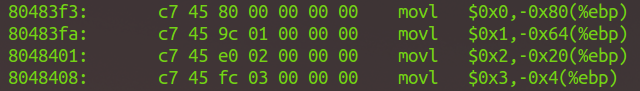 80483f3: c7 45 80 00 00 00 00 movl $0x0,-0x80(%ebp)
80483fa: c7 45 9c 01 00 00 00 movl $0x1,-0x64(%ebp)
8048401: c7 45 e0 02 00 00 00 movl $0x2,-0x20(%ebp)
8048408: c7 45 fc 03 00 00 00 movl $0x3,-0x4(%ebp)